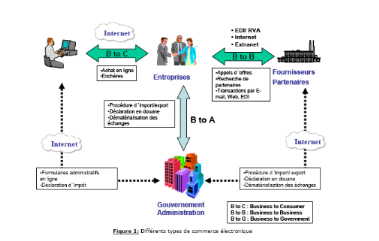 Internet
• EDI/ RVA
• Internet
• Extranet
B to C
B to B
•Achat en ligne
•Enchères
Entreprises
•Appels d'offres
•Recherche de
partenaires
•Transactions par E-
mail, Web, EDI
Fournisseurs
Partenaires
•Procédure d'import/export
•Déclaration en douane
•Dématérialisation des
échanges
B to A
Internet
Internet
•Formulaires administratifs
en ligne
•Déclaration d'impôt
•Procédure d'import/export
•Déclaration en douane
•Dématérialisation des échanges
Gouvernement
Administration
B to C : Business to Consumer
B to B : Business to Business
B to G : Business to Government
Figure 1: Différents types de commerce électronique